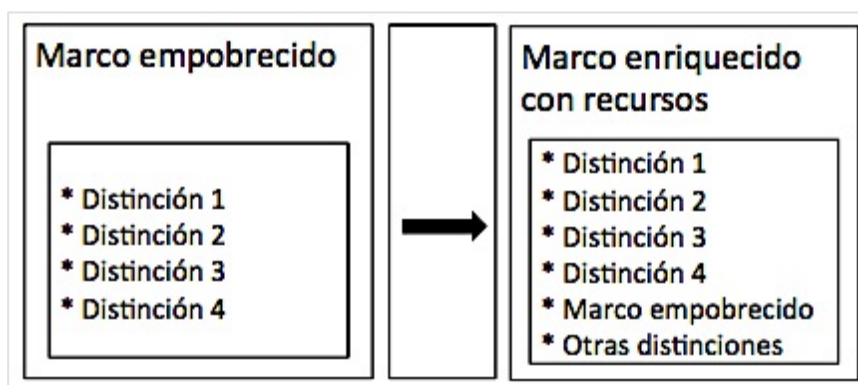 Marco empobrecido
* Distinción 1
* Distinción 2
* Distinción 3
* Distinción 4
Marco enriquecido
con recursos
* Distinción 1
* Distinción 2
* Distinción 3
* Distinción 4
* Marco empobrecido
* Otras distinciones